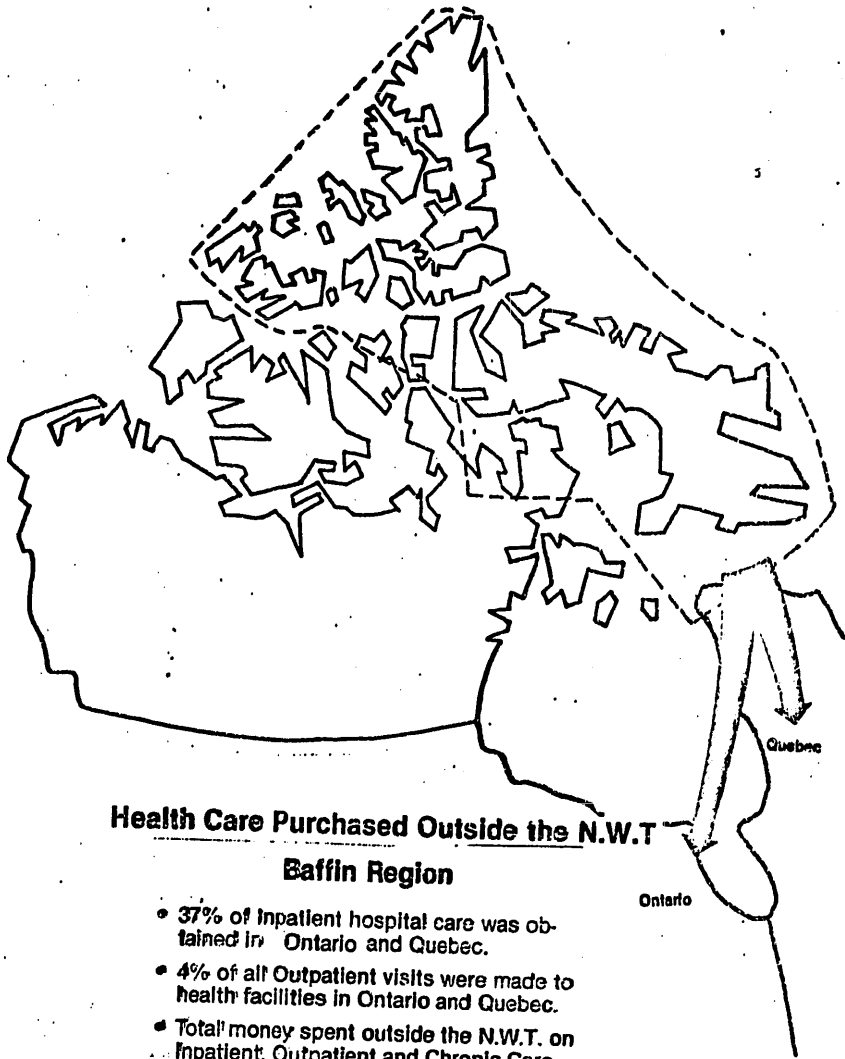 Quebec
Health Care Purchased Outside the N.W.T
Baffin Region
Ontario
• 37% of Inpatient hospital care was ob-
tained in Ontario and Quebec.
• 4% of all Outpatient visits were made to
health facilities in Ontario and Quebec.
• Total money spent outside the N.W.T. on
Inpatient, Outpatient and Chronic Care